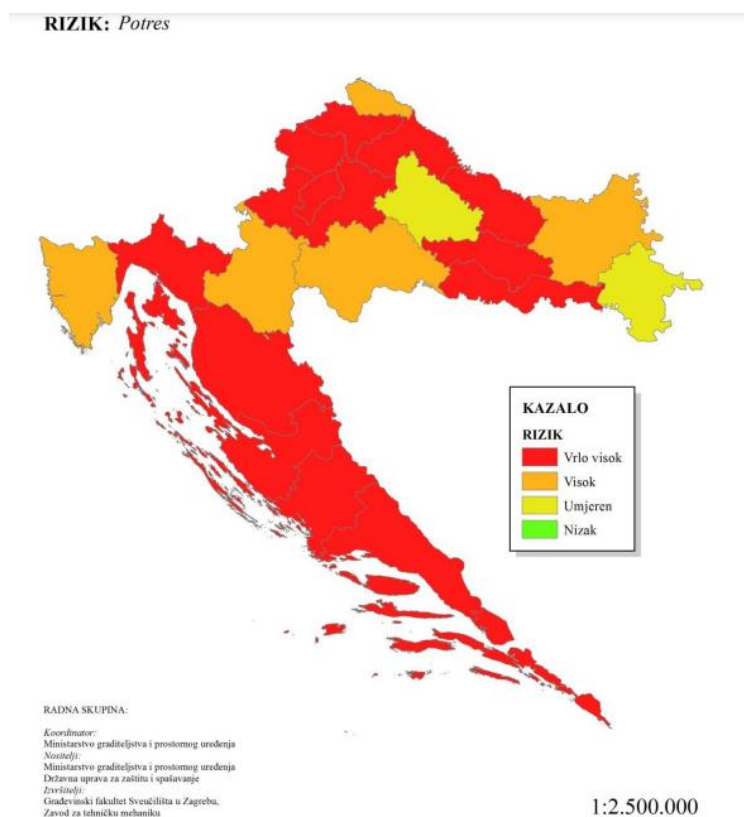 RIZIK: Potres
KAZALO
RIZIK
Vrlo visok
Visok
Umjeren
Nizak
RADNA SKUPINA:
Koordinator:
Ministarstvo graditeljstva i prostornog uređenja
Nositelji:
Ministarstvo graditeljstva i prostornog uređenja
Državna uprava za zaštitu i spašavanje
Izvršitelji:
Građevinski fakultet Sveučilišta u Zagrebu,
Zavod za tehničku mehaniku
1:2.500.000